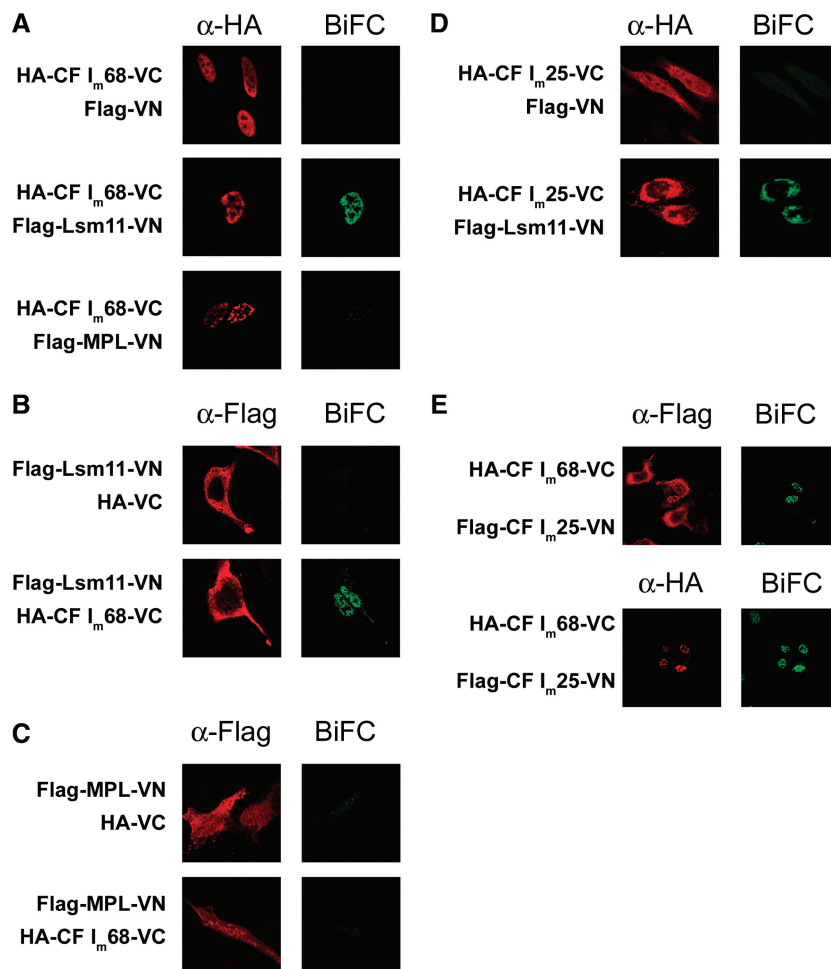 A
α-HA BiFC
HA-CF Im68-VC
Flag-VN
HA-CF Im68-VC
Flag-Lsm11-VN
HA-CF Im68-VC
Flag-MPL-VN
B
α-Flag BiFC
Flag-Lsm11-VN
HA-VC
Flag-Lsm11-VN
HA-CF Im68-VC
C
α-Flag BiFC
Flag-MPL-VN
HA-VC
Flag-MPL-VN
HA-CF Im68-VC
D
α-HA BiFC
HA-CF Im25-VC
Flag-VN
HA-CF Im25-VC
Flag-Lsm11-VN
E
α-Flag BiFC
HA-CF Im68-VC
Flag-CF Im25-VN
α-HA BiFC
HA-CF Im68-VC
Flag-CF Im25-VN